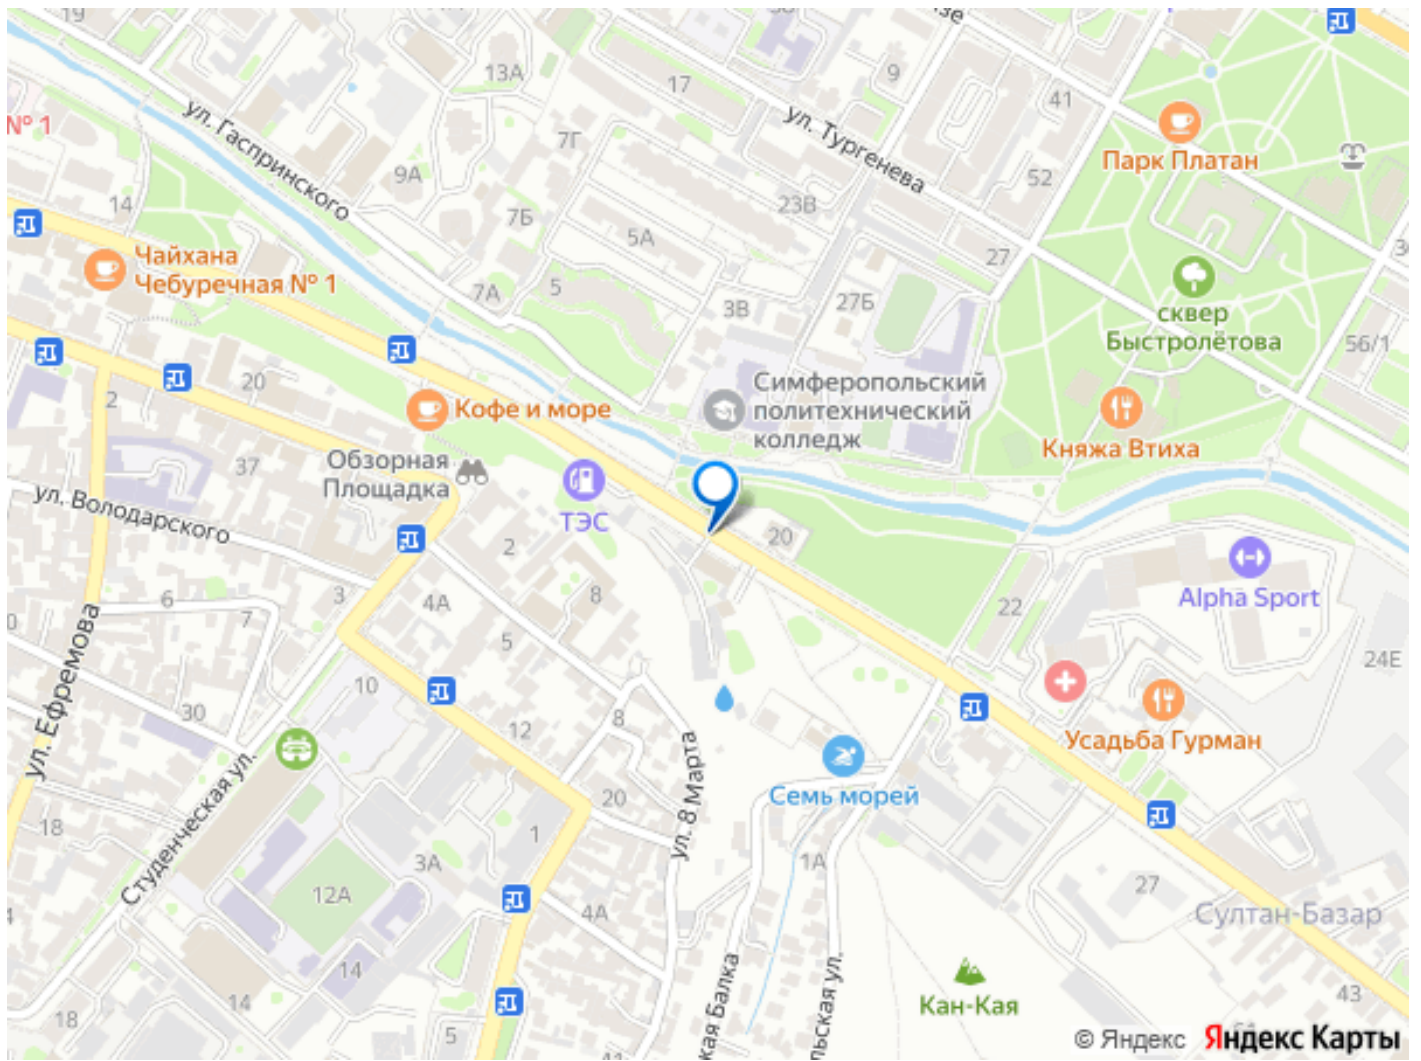 19
зе
13А
17
9
41
№ 1
ул. Гаспринского
7Г
ул. Тургенева
Парк Платан
9А
52
14
7Б
23В
5А
27
Чайхана
Чебуречная № 1
7А
5
3В
27Б
сквер
Быстролётова
56/1
20
2
Симферопольский
политехнический
колледж
Кофе и море
Княжа Втиха
37
Обзорная
Площадка
ул. Володарского
ТЭС
20
2
Alpha Sport
6
7
3
4А
8
22
5
24Е
ул. Ефремова
10
30
12
8
Усадьба Гурман
Студенческая ул.
ул. 8 Марта
Семь морей
18
20
1
3А
1А
12А
27
4А
Султан-Базар
14
14
18
5
кая Балка
льская ул.
Кан-Кая
43
© Яндекс Яндекс Карты